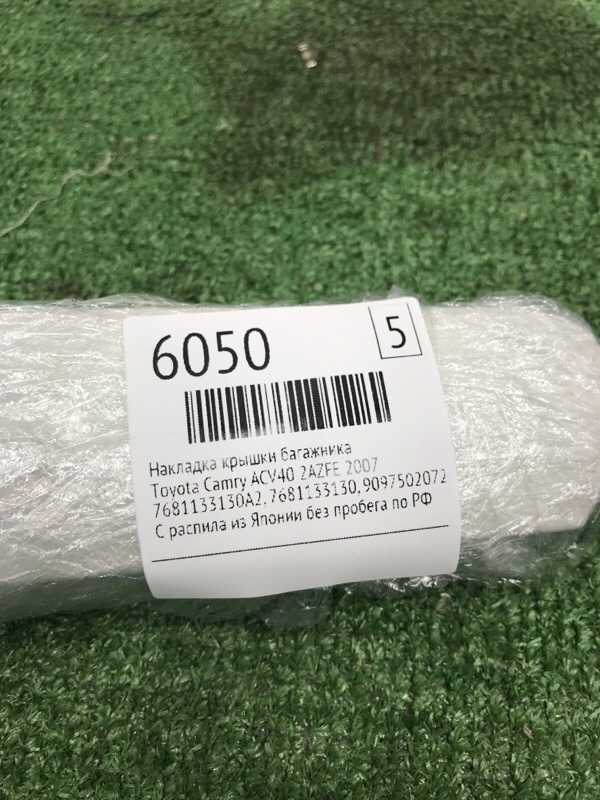 6050
5
Накладка крышки багажника
Toyota Camry ACV40 2AZFE 2007
7681133130A2, 7681133130, 9097502072
С распила из Японии без пробега по РФ